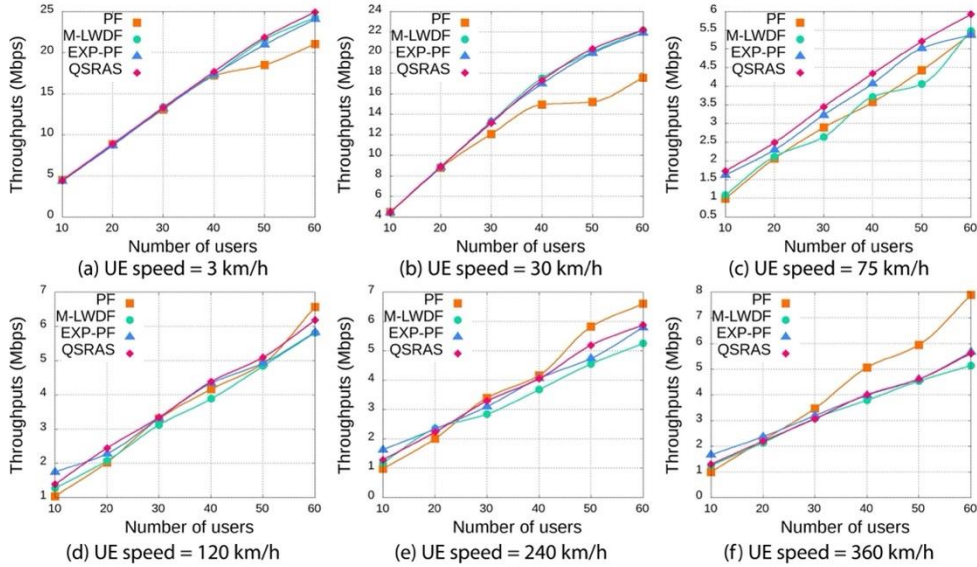 25
20
15
10
5
0
Throughputs (Mbps)
PF
M-LWDF
EXP-PF
QSRAS
10 20 30 40 50 60
Number of users
(a) UE speed = 3 km/h
24
22
20
18
16
14
12
10
8
6
4
Throughputs (Mbps)
PF
M-LWDF
EXP-PF
QSRAS
10 20 30 40 50 60
Number of users
(b) UE speed = 30 km/h
6
5.5
5
4.5
4
3.5
3
2.5
2
1.5
1
0.5
Throughputs (Mbps)
PF
M-LWDF
EXP-PF
QSRAS
10 20 30 40 50 60
Number of users
(c) UE speed = 75 km/h
7
6
5
4
3
2
1
Throughputs (Mbps)
PF
M-LWDF
EXP-PF
QSRAS
10 20 30 40 50 60
Number of users
(d) UE speed = 120 km/h
7
6
5
4
3
2
1
0
Throughputs (Mbps)
PF
M-LWDF
EXP-PF
QSRAS
10 20 30 40 50 60
Number of users
(e) UE speed = 240 km/h
8
7
6
5
4
3
2
1
0
Throughputs (Mbps)
PF
M-LWDF
EXP-PF
QSRAS
10 20 30 40 50 60
Number of users
(f) UE speed = 360 km/h